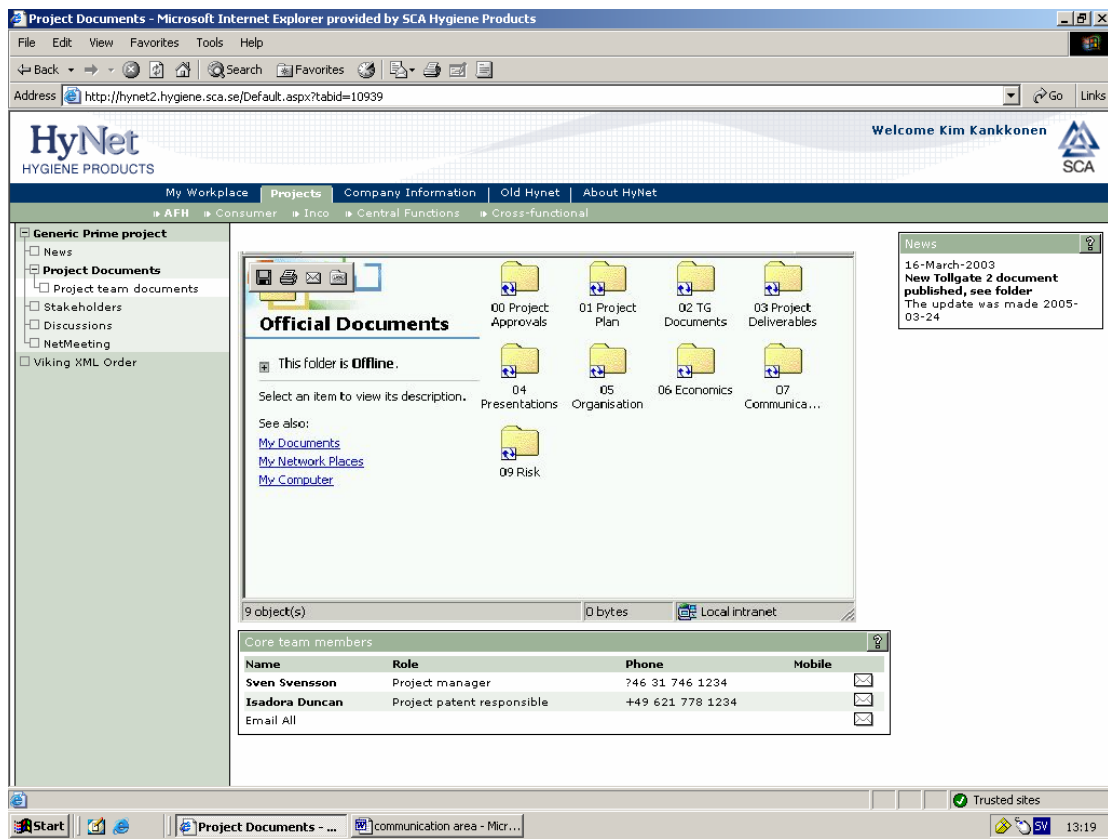 Project Documents - Microsoft Internet Explorer provided by SCA Hygiene Products
File Edit View Favorites Tools Help
Back Search Favorites
Address http://hynet2.hygiene.sca.se/Default.aspx?tabid=10939 Go Links
HyNet
HYGIENE PRODUCTS
Welcome Kim Kankkonen
SCA
My Workplace Projects Company Information Old Hynet About HyNet
AFH Consumer Inco Central Functions Cross-functional
Generic Prime project
News
Project Documents
Project team documents
Stakeholders
Discussions
NetMeeting
Viking XML Order
Official Documents
This folder is Offline.
Select an item to view its description.
See also:
My Documents
My Network Places
My Computer
00 Project Approvals
01 Project Plan
02 TG Documents
03 Project Deliverables
04 Presentations
05 Organisation
06 Economics
07 Communica...
09 Risk
9 object(s) 0 bytes Local intranet
News ?
16-March-2003
New Tollgate 2 document
published, see folder
The update was made 2005-
03-24
Core team members ?
Name Role Phone Mobile
Sven Svensson Project manager ?46 31 746 1234
Isadora Duncan Project patent responsible +49 621 778 1234
Email All
Trusted sites
Start Project Documents - ... communication area - Micr... SV 13:19